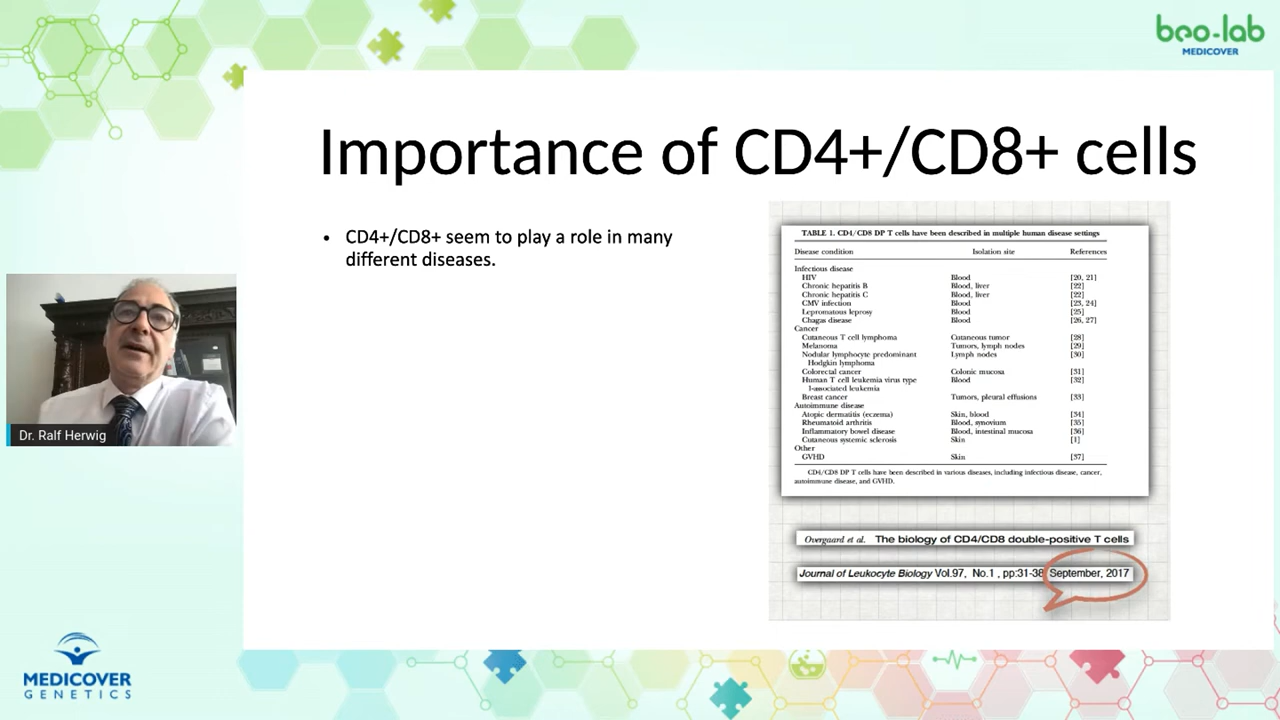 beo-lab
MEDICOVER
Importance of CD4+/CD8+ cells
• CD4+/CD8+ seem to play a role in many
different diseases.
Dr. Ralf Herwig
TABLE 1. CD4/CD8 DP T cells have been described in multiple human disease settings
Disease condition Isolation site References
Infectious disease
HIV Blood [20, 21]
Chronic hepatitis B Blood, liver [22]
Chronic hepatitis C Blood, liver [22]
CMV infection Blood [23, 24]
Lepromatous leprosy Blood [25]
Chagas disease Blood [26, 27]
Cancer
Cutaneous T cell lymphoma Cutaneous tumor [28]
Melanoma Tumors, lymph nodes [29]
Nodular lymphocyte predominant Lymph nodes [30]
Hodgkin lymphoma
Colorectal cancer Colonic mucosa [31]
Human T cell leukemia virus type Blood [32]
1-associated leukemia
Breast cancer Tumors, pleural effusions [33]
Autoimmune disease
Atopic dermatitis (eczema) Skin, blood [34]
Rheumatoid arthritis Blood, synovium [35]
Inflammatory bowel disease Blood, intestinal mucosa [36]
Cutaneous systemic sclerosis Skin [1]
Other
GVHD Skin [37]
CD4/CD8 DP T cells have been described in various diseases, including infectious disease, cancer,
autoimmune disease, and GVHD.
Overgaard et al. The biology of CD4/CD8 double-positive T cells
Journal of Leukocyte Biology Vol.97, No.1 , pp:31-38, September, 2017
MEDICOVER
GENETICS